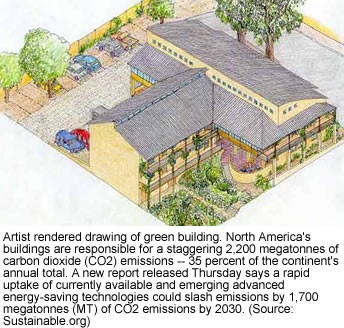 Artist rendered drawing of green building. North America's
buildings are responsible for a staggering 2,200 megatonnes of
carbon dioxide (CO2) emissions -- 35 percent of the continent's
annual total. A new report released Thursday says a rapid
uptake of currently available and emerging advanced
energy-saving technologies could slash emissions by 1,700
megatonnes (MT) of CO2 emissions by 2030. (Source:
Sustainable.org)